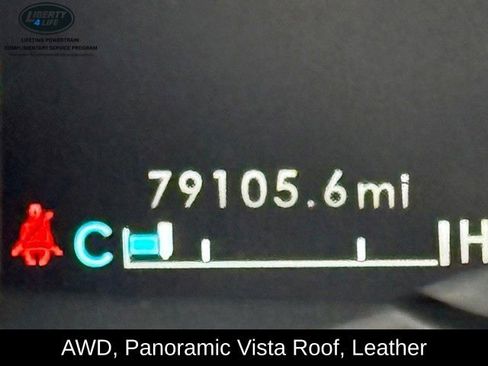 LIBERTY
4 LIFE
LIFETIME POWERTRAIN
COMPLIMENTARY SERVICE PROGRAM
79105.6mi
C H
AWD, Panoramic Vista Roof, Leather